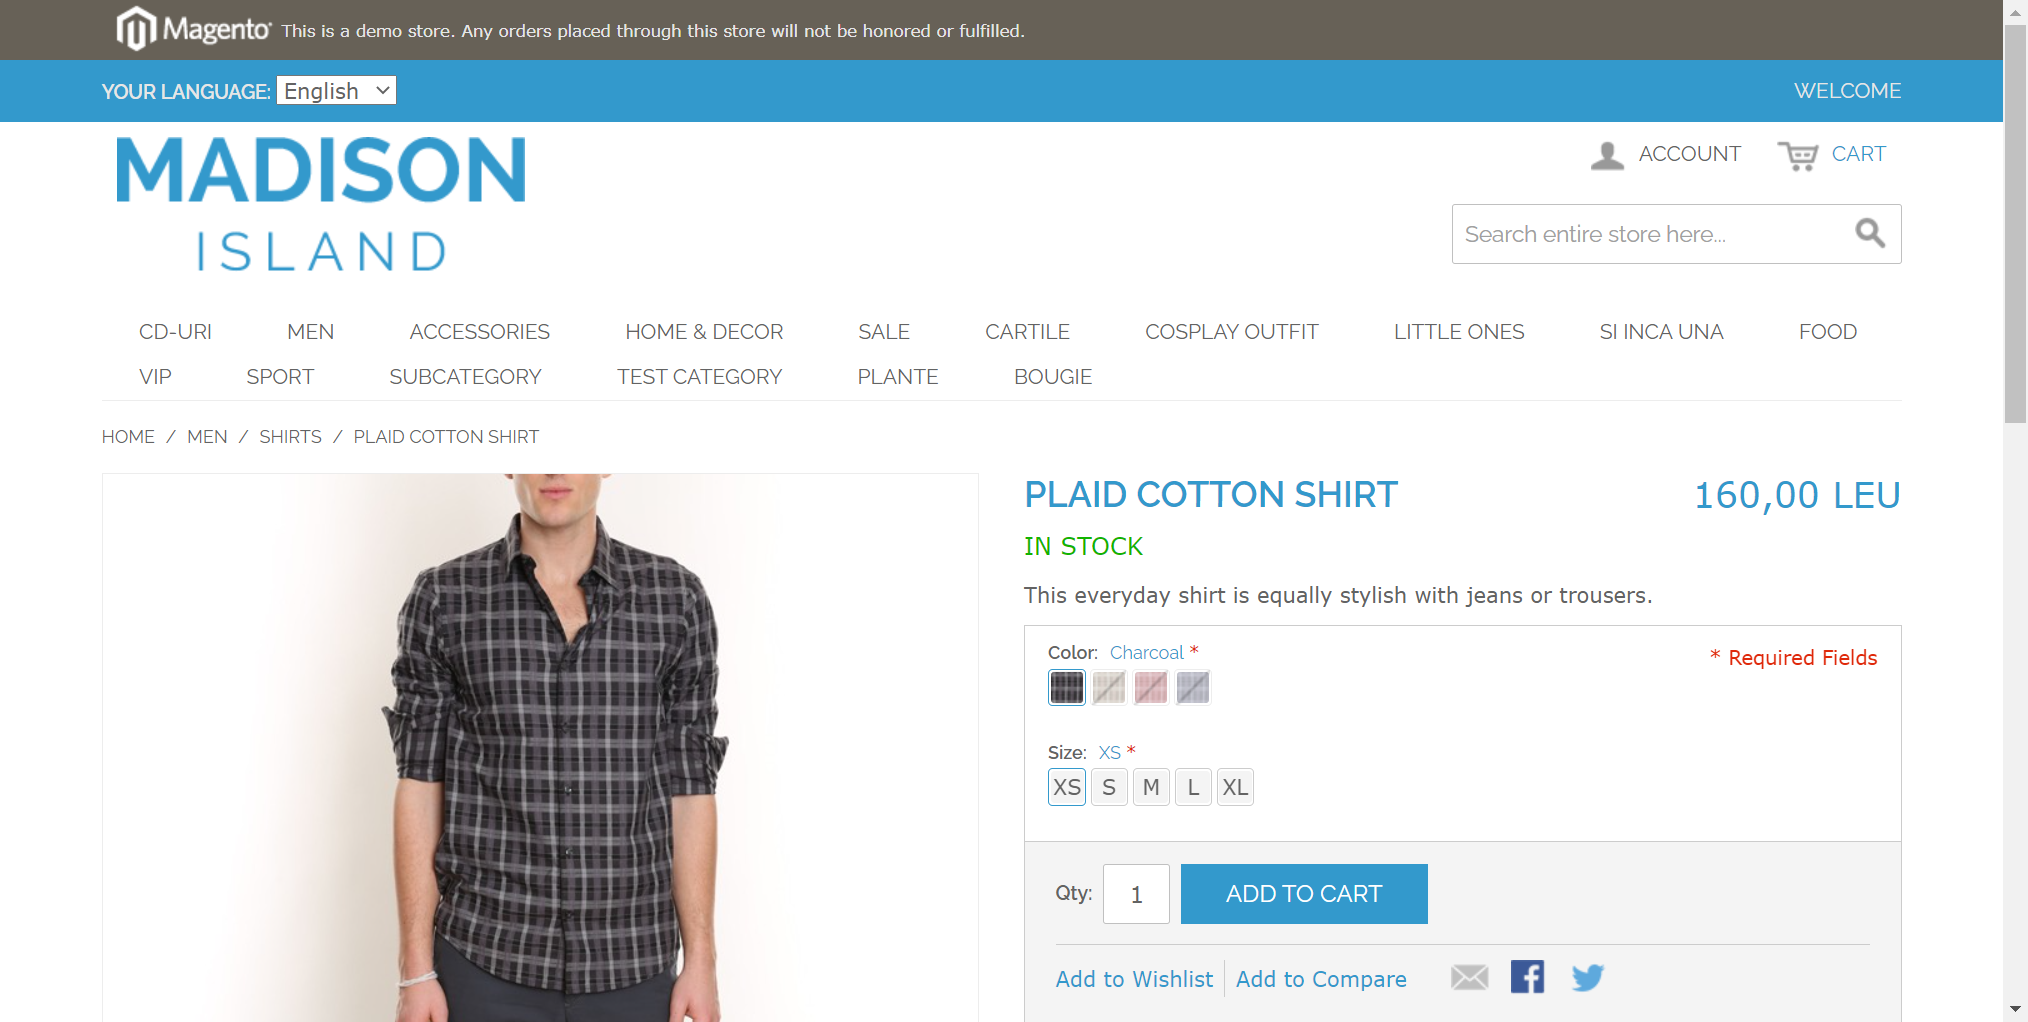 Magento® This is a demo store. Any orders placed through this store will not be honored or fulfilled.
YOUR LANGUAGE: English WELCOME
MADISON
ISLAND
ACCOUNT CART
Search entire store here...
CD-URI MEN ACCESSORIES HOME & DECOR SALE CARTILE COSPLAY OUTFIT LITTLE ONES SI INCA UNA FOOD
VIP SPORT SUBCATEGORY TEST CATEGORY PLANTE BOUGIE
HOME / MEN / SHIRTS / PLAID COTTON SHIRT
PLAID COTTON SHIRT 160,00 LEU
IN STOCK
This everyday shirt is equally stylish with jeans or trousers.
Color: Charcoal *
* Required Fields
Size: XS *
XS S M L XL
Qty: 1 ADD TO CART
Add to Wishlist Add to Compare